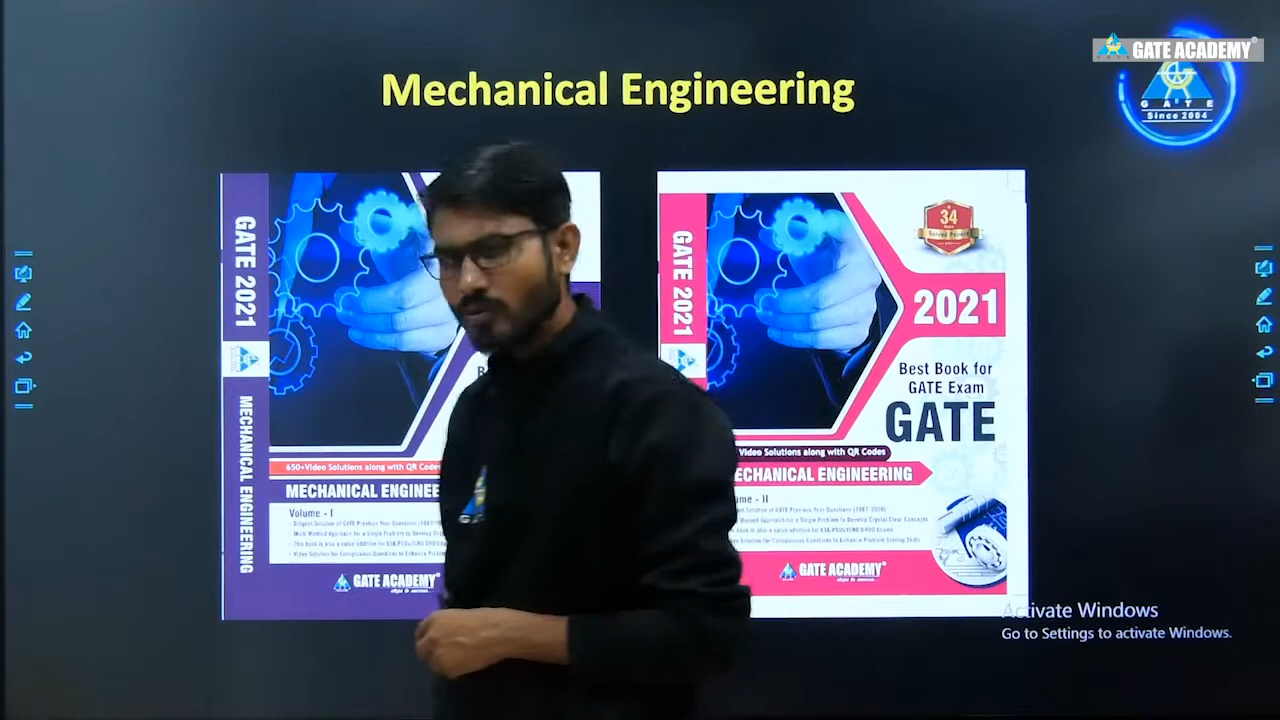 GATE ACADEMY®
GATE
Since 2004
Mechanical Engineering
GATE 2021
MECHANICAL ENGINEERING
650+Video Solutions along with QR Codes
MECHANICAL ENGINEE
Volume - I
GATE ACADEMY®
GATE 2021
34
Solved Papers
2021
Best Book for
GATE Exam
GATE
Video Solutions along with QR Codes
ECHANICAL ENGINEERING
ume - II
GATE ACADEMY®
Activate Windows
Go to Settings to activate Windows.